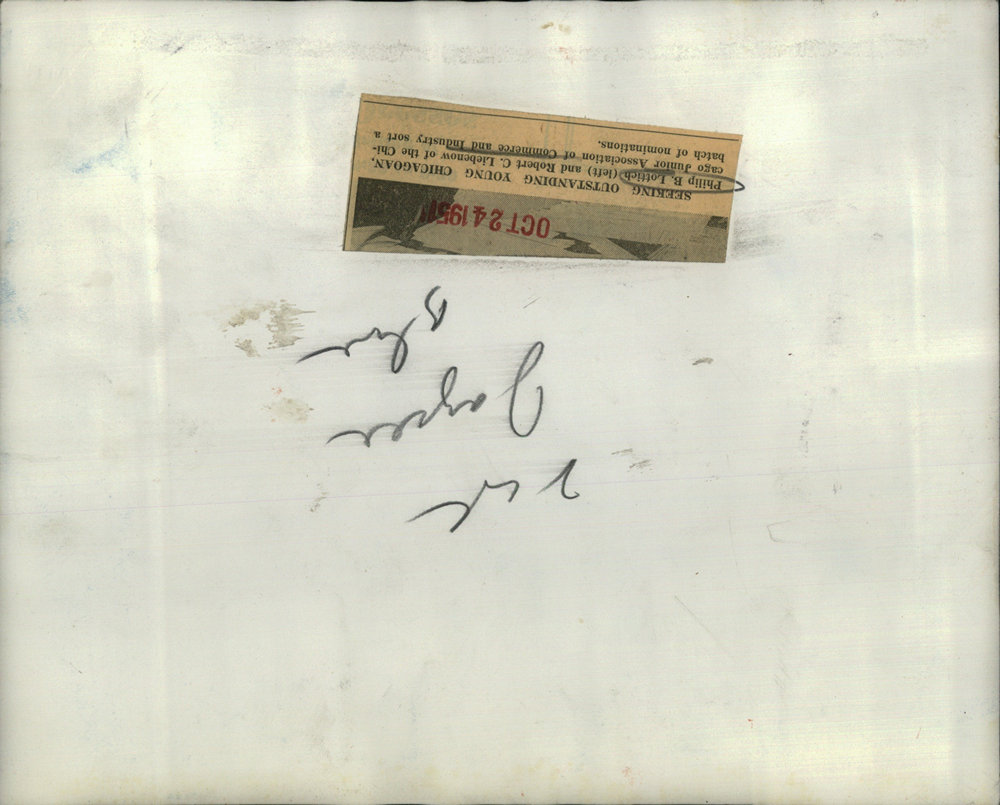 OCT 24 1951
SEEKING OUTSTANDING YOUNG CHICAGOAN,
Philip B. Lottich (left) and Robert C. Liebenow of the Chi-
cago Junior Association of Commerce and Industry sort a
batch of nominations.